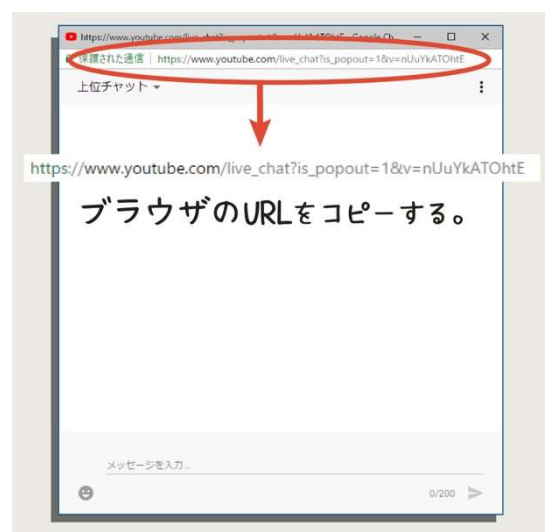 保護された通信 | https://www.youtube.com/live_chat?is_popout=1&v=nUuYkATOhtE
上位チャット
https://www.youtube.com/live_chat?is_popout=1&v=nUuYkATOhtE
ブラウザのURLをコピーする。
メッセージを入力...
0/200